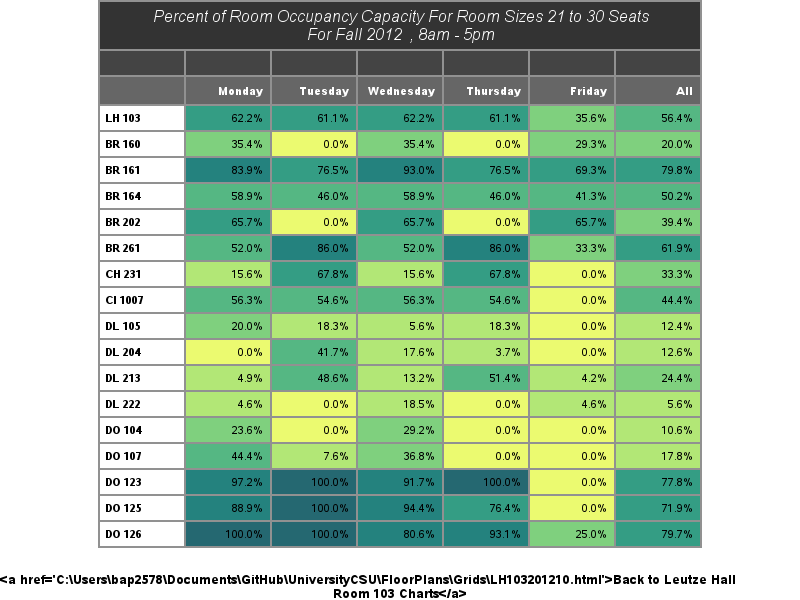 Percent of Room Occupancy Capacity For Room Sizes 21 to 30 Seats
For Fall 2012 , 8am - 5pm
Monday Tuesday Wednesday Thursday Friday All
LH 103 62.2% 61.1% 62.2% 61.1% 35.6% 56.4%
BR 160 35.4% 0.0% 35.4% 0.0% 29.3% 20.0%
BR 161 83.9% 76.5% 93.0% 76.5% 69.3% 79.8%
BR 164 58.9% 46.0% 58.9% 46.0% 41.3% 50.2%
BR 202 65.7% 0.0% 65.7% 0.0% 65.7% 39.4%
BR 261 52.0% 86.0% 52.0% 86.0% 33.3% 61.9%
CH 231 15.6% 67.8% 15.6% 67.8% 0.0% 33.3%
CI 1007 56.3% 54.6% 56.3% 54.6% 0.0% 44.4%
DL 105 20.0% 18.3% 5.6% 18.3% 0.0% 12.4%
DL 204 0.0% 41.7% 17.6% 3.7% 0.0% 12.6%
DL 213 4.9% 48.6% 13.2% 51.4% 4.2% 24.4%
DL 222 4.6% 0.0% 18.5% 0.0% 4.6% 5.6%
DO 104 23.6% 0.0% 29.2% 0.0% 0.0% 10.6%
DO 107 44.4% 7.6% 36.8% 0.0% 0.0% 17.8%
DO 123 97.2% 100.0% 91.7% 100.0% 0.0% 77.8%
DO 125 88.9% 100.0% 94.4% 76.4% 0.0% 71.9%
DO 126 100.0% 100.0% 80.6% 93.1% 25.0% 79.7%
<a href='C:\Users\bap2578\Documents\GitHub\UniversityCSU\FloorPlans\Grids\LH103201210.html'>Back to Leutze Hall
Room 103 Charts</a>